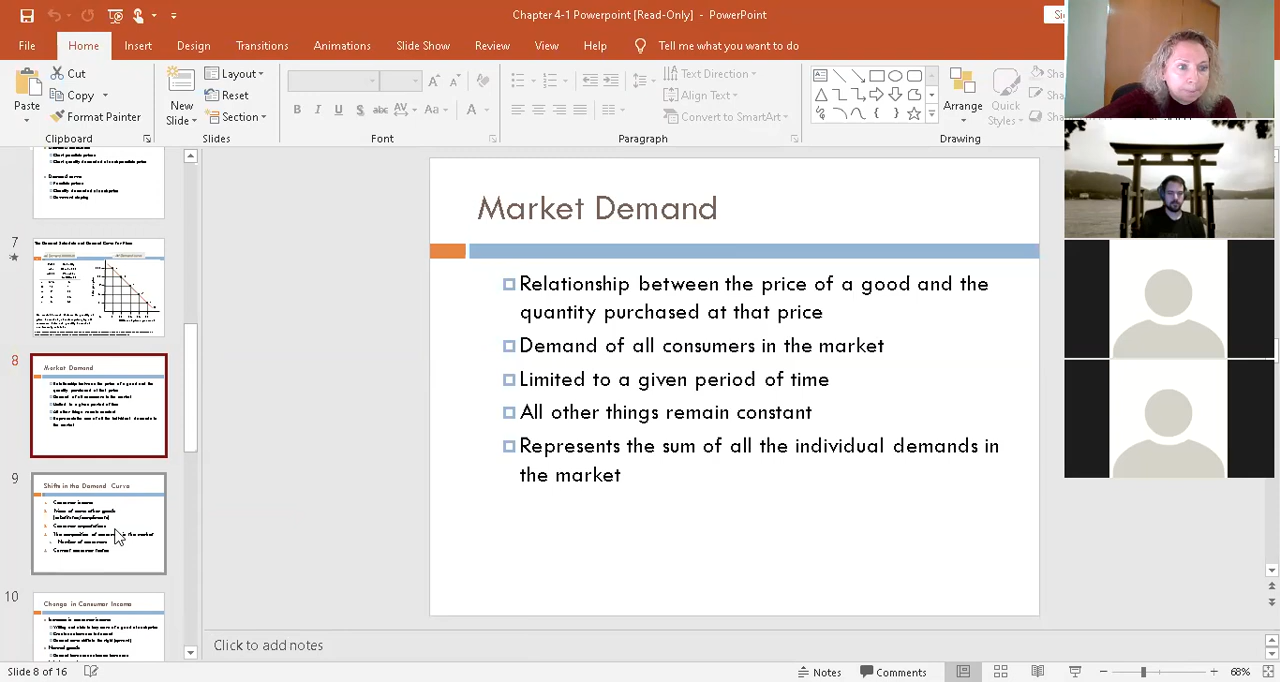 Chapter 4-1 Powerpoint [Read-Only] - PowerPoint
File Home Insert Design Transitions Animations Slide Show Review View Help Tell me what you want to do
Paste
Cut
Copy
Format Painter
Clipboard
New
Slide
Layout
Reset
Section
Slides
Font
Text Direction
Align Text
Convert to SmartArt
Paragraph
Arrange
Quick
Styles
Drawing
7
8
Market Demand
9
Shifts in the Demand Curve
10
Change in Consumer Income
Market Demand
Relationship between the price of a good and the
quantity purchased at that price
Demand of all consumers in the market
Limited to a given period of time
All other things remain constant
Represents the sum of all the individual demands in
the market
Click to add notes
Slide 8 of 16
Notes
Comments
68%